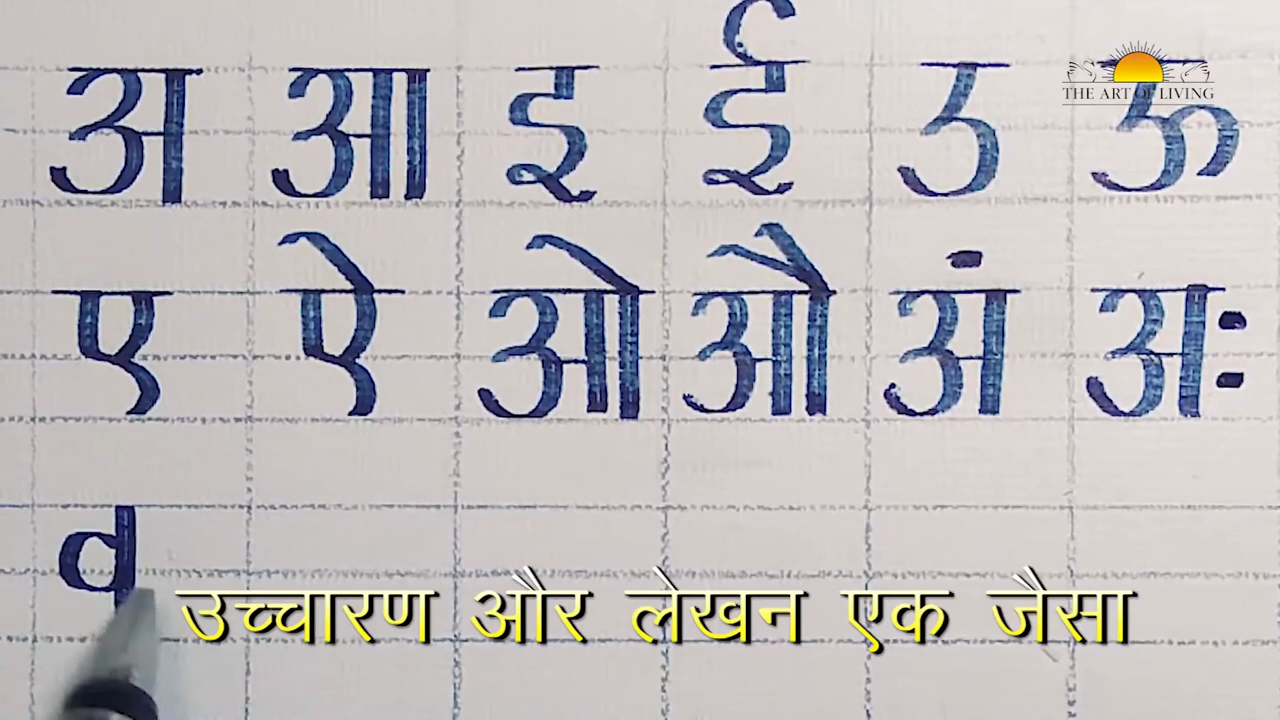 अ आ इ ई उ ऊ
THE ART OF LIVING
ए ऐ ओ औ अं अः
उच्चारण और लेखन एक जैसा